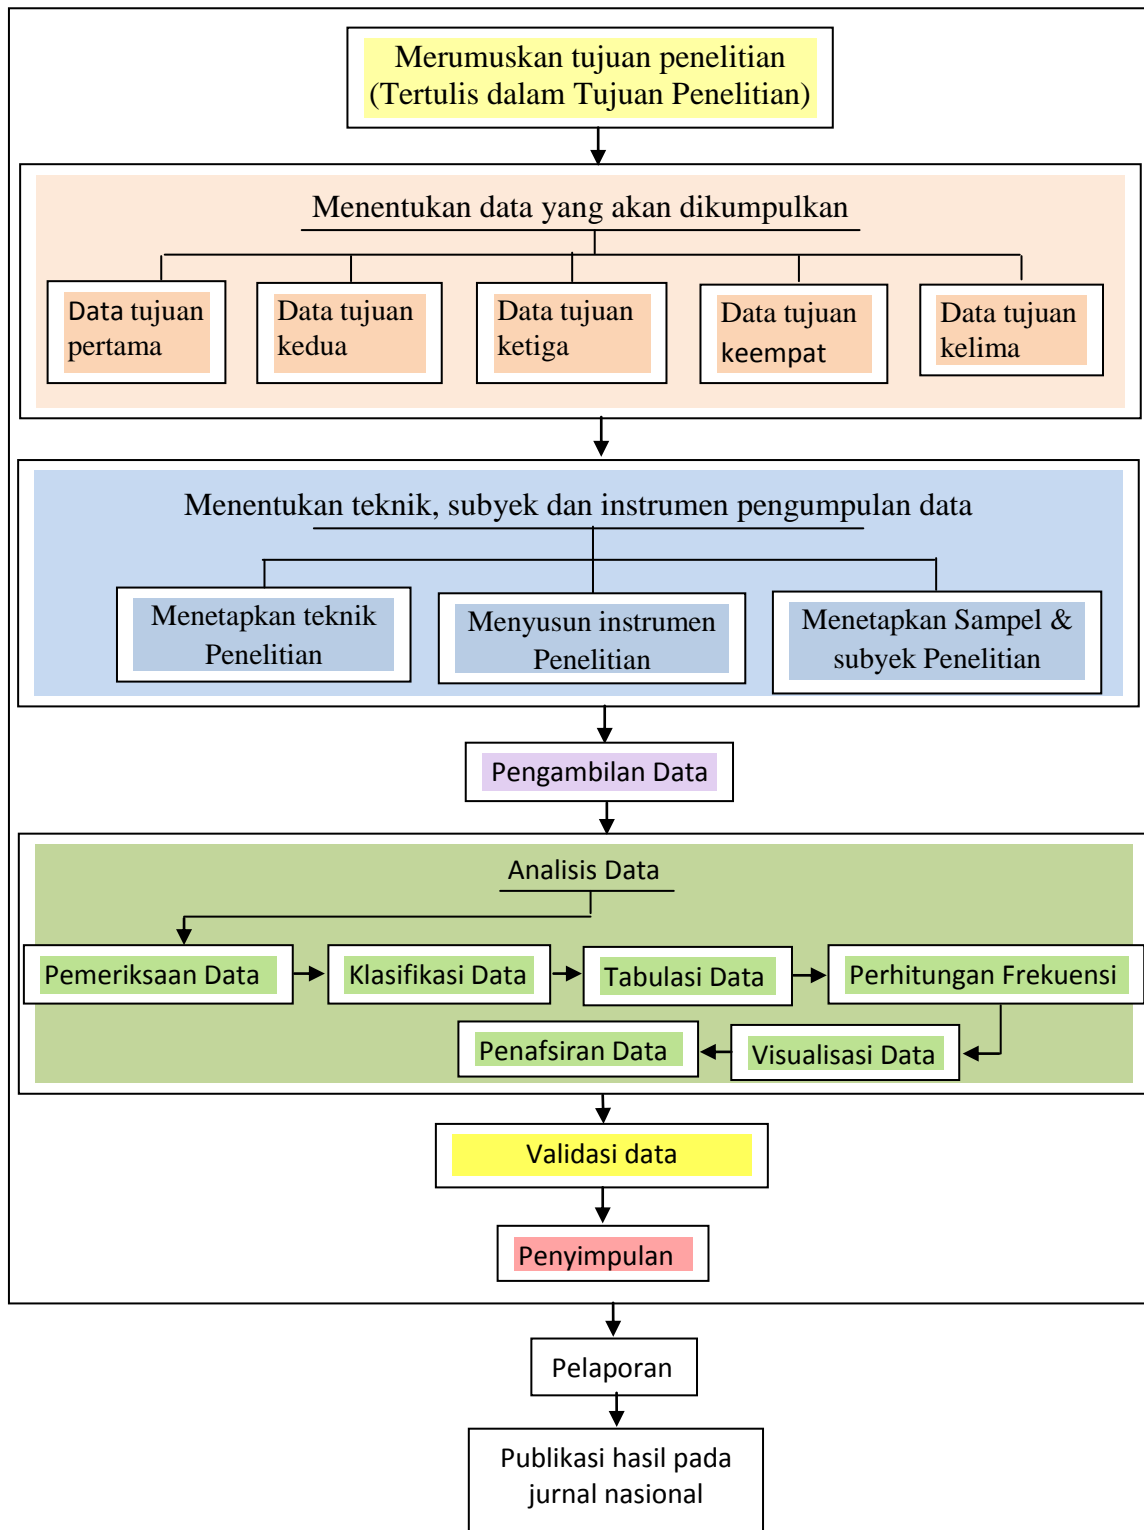 Merumuskan tujuan penelitian
(Tertulis dalam Tujuan Penelitian)
Menentukan data yang akan dikumpulkan
Data tujuan
pertama
Data tujuan
kedua
Data tujuan
ketiga
Data tujuan
keempat
Data tujuan
kelima
Menentukan teknik, subyek dan instrumen pengumpulan data
Menetapkan teknik
Penelitian
Menyusun instrumen
Penelitian
Menetapkan Sampel &
subyek Penelitian
Pengambilan Data
Analisis Data
Pemeriksaan Data
Klasifikasi Data
Tabulasi Data
Perhitungan Frekuensi
Penafsiran Data
Visualisasi Data
Validasi data
Penyimpulan
Pelaporan
Publikasi hasil pada
jurnal nasional